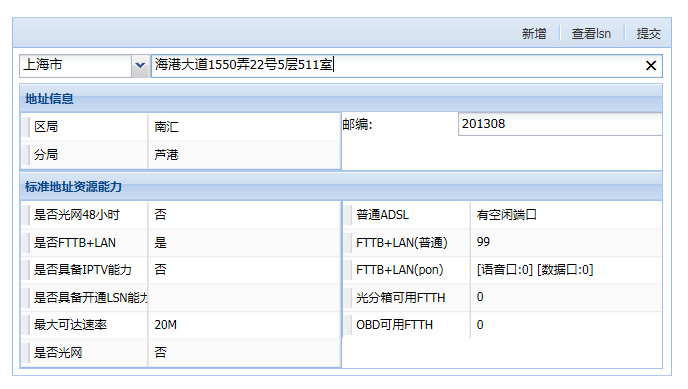 新增 查看lsn 提交
上海市 海港大道1550弄22号5层511室
地址信息
区局 南汇 邮编: 201308
分局 芦港
标准地址资源能力
是否光网48小时 否 普通ADSL 有空闲端口
是否FTTB+LAN 是 FTTB+LAN(普通) 99
是否具备IPTV能力 否 FTTB+LAN(pon) [语音口:0] [数据口:0]
是否具备开通LSN能力 光分箱可用FTTH 0
最大可达速率 20M OBD可用FTTH 0
是否光网 否